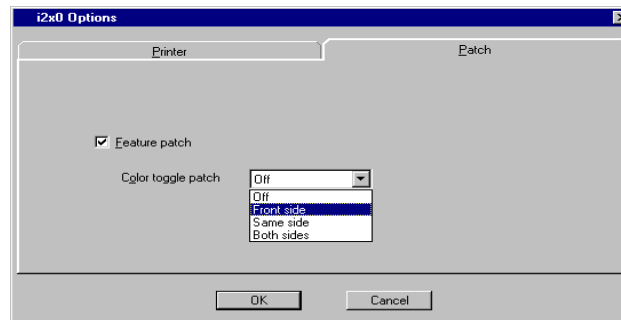 i2x0 Options
Printer Patch
Feature patch
Color toggle patch Off
Off
Front side
Same side
Both sides
OK Cancel